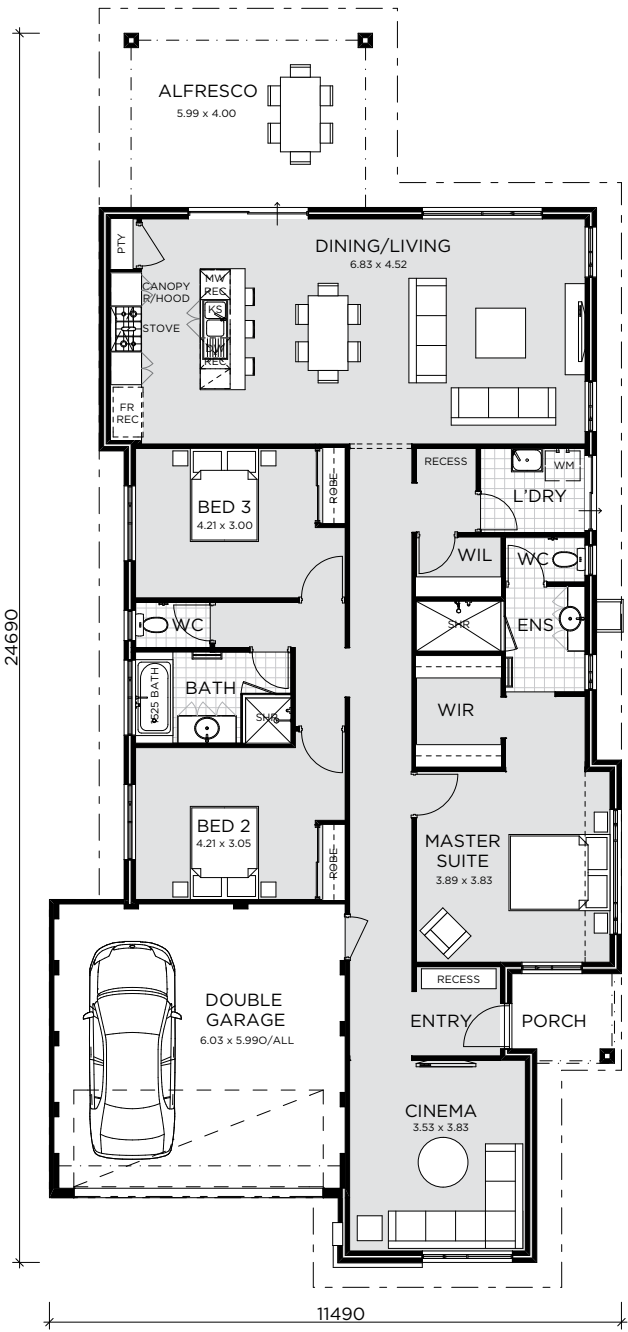 ALFRESCO
5.99 x 4.00
PTY
DINING/LIVING
6.83 x 4.52
CANOPY
R/HOOD
MW
REC
KS
STOVE
DW
REC
FR
REC
RECESS
WM
L'DRY
BED 3
4.21 x 3.00
ROBE
WIL
WC
WC
SHR
ENS
1525 BATH
BATH
SHR
WIR
24690
BED 2
4.21 x 3.05
ROBE
MASTER
SUITE
3.89 x 3.83
RECESS
DOUBLE
GARAGE
6.03 x 5.99O/ALL
ENTRY
PORCH
CINEMA
3.53 x 3.83
11490